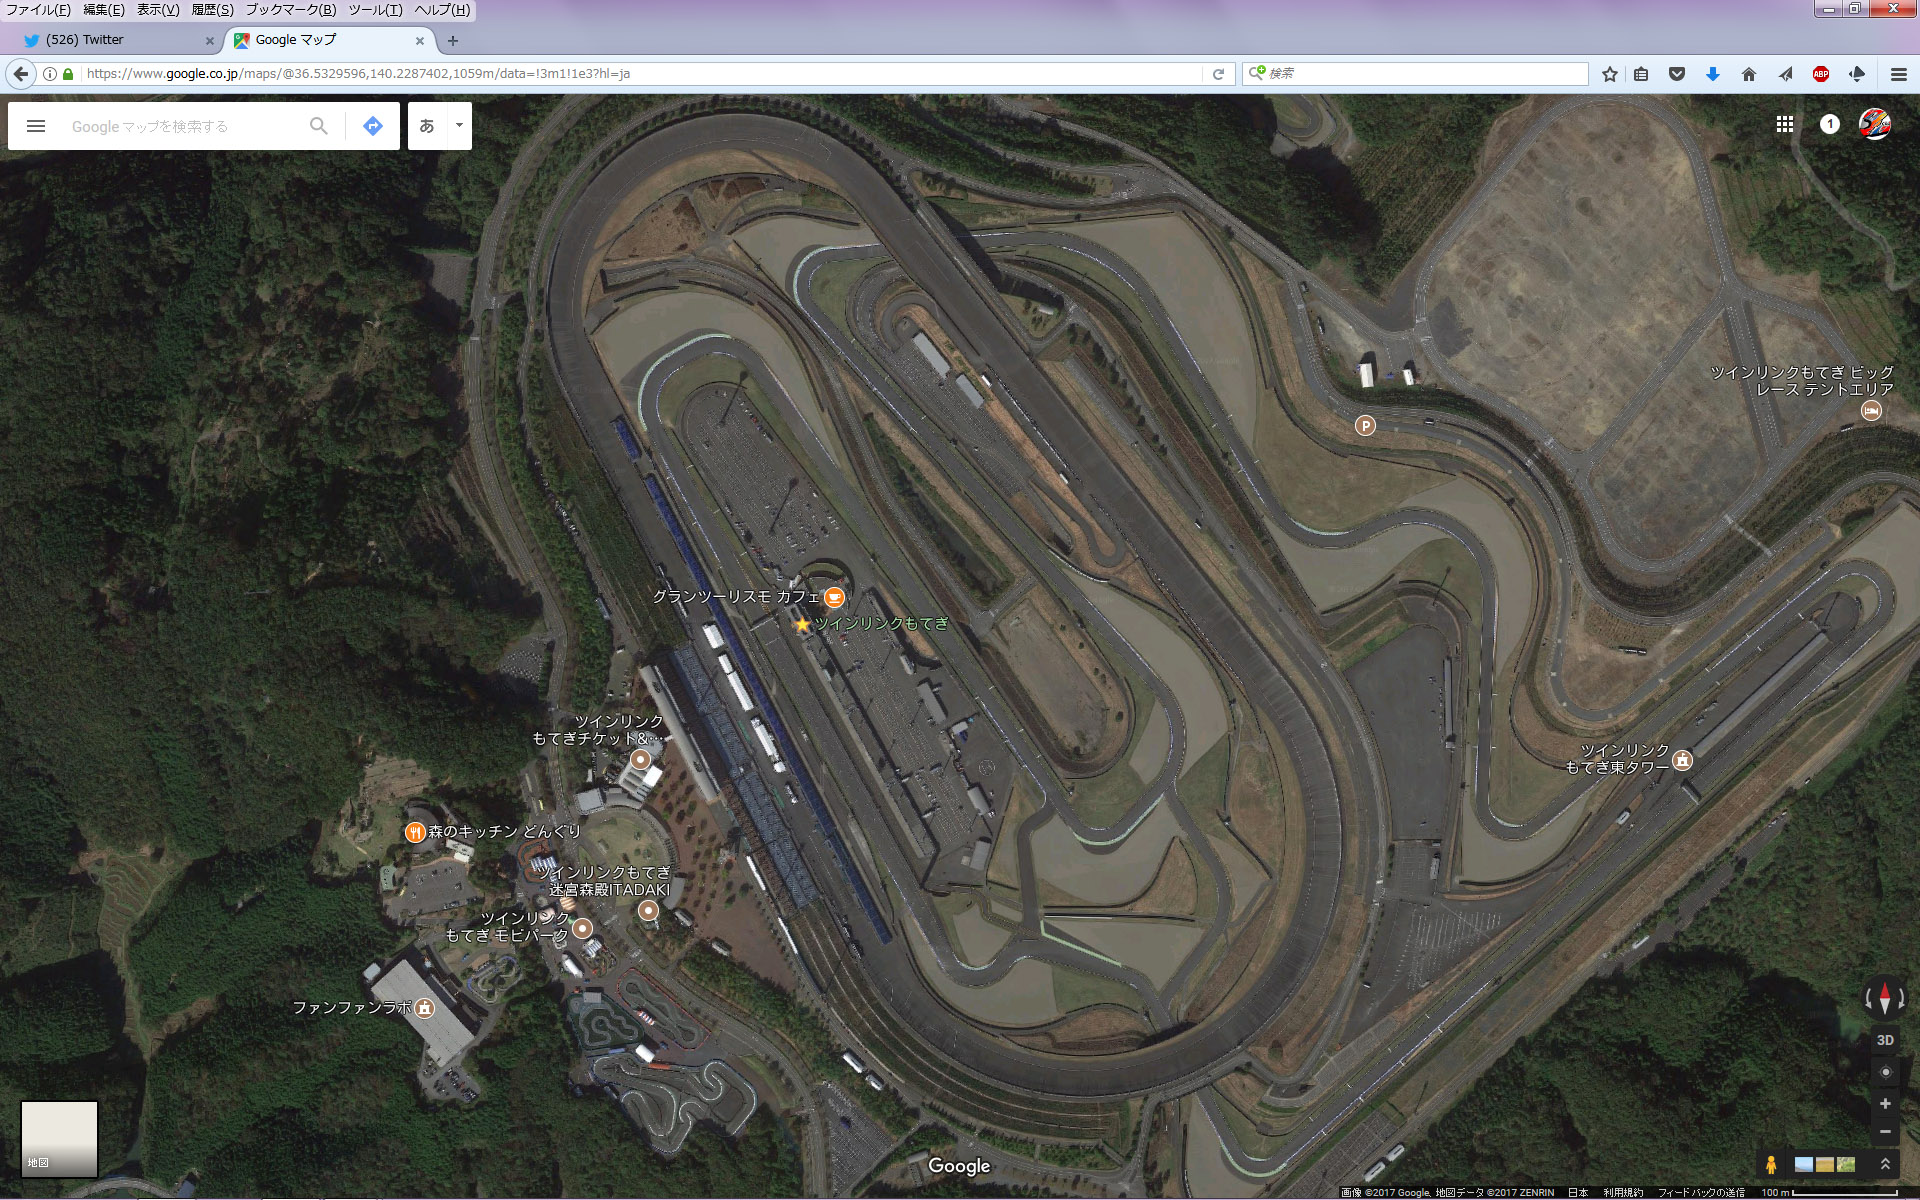 ファイル(F) 編集(E) 表示(V) 履歴(S) ブックマーク(B) ツール(T) ヘルプ(H)
(526) Twitter
Google マップ
https://www.google.co.jp/maps/@36.5329596,140.2287402,1059m/data=!3m1!1e3?hl=ja
検索
ABP
Google マップを検索する
あ
1
ツインリンクもてぎ ビッグ
レース テントエリア
P
グランツーリスモ カフェ
ツインリンクもてぎ
ツインリンク
もてぎチケット&…
ツインリンク
もてぎ東タワー
森のキッチン どんぐり
ツインリンクもてぎ
迷宮森殿ITADAKI
ツインリンク
もてぎ モビパーク
ファンファンラボ
3D
地図
Google
画像 ©2017 Google、地図データ ©2017 ZENRIN 日本 利用規約 フィードバックの送信 100 m